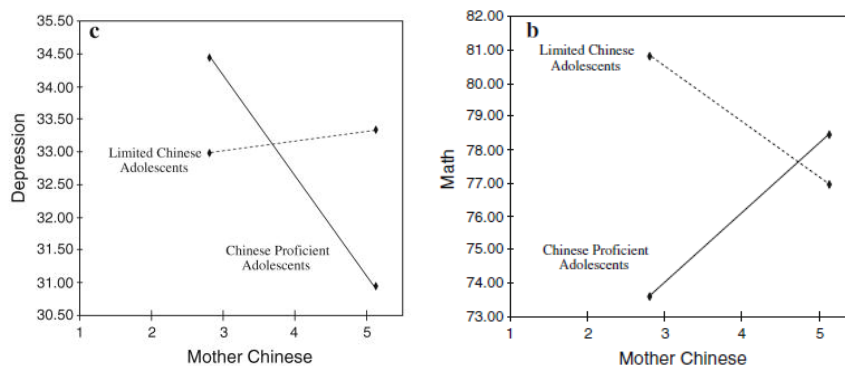 c
35.50
34.50
34.00
33.50
33.00
32.50
32.00
31.50
31.00
30.50
Depression
Limited Chinese
Adolescents
Chinese Proficient
Adolescents
1 2 3 4 5
Mother Chinese
b
82.00
81.00
80.00
79.00
78.00
77.00
76.00
75.00
74.00
73.00
Math
Limited Chinese
Adolescents
Chinese Proficient
Adolescents
1 2 3 4 5
Mother Chinese